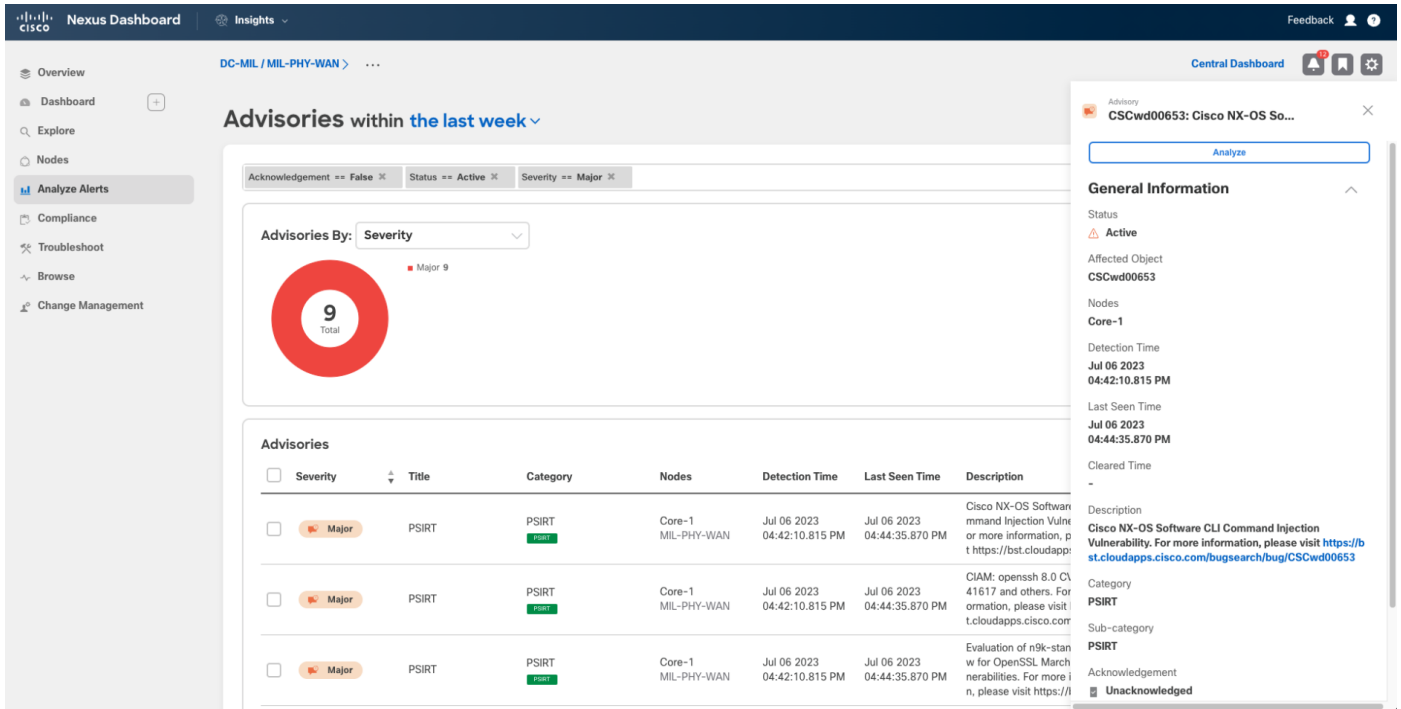 CISCO Nexus Dashboard Insights Feedback
Overview
Dashboard
Explore
Nodes
Analyze Alerts
Compliance
Troubleshoot
Browse
Change Management
DC-MIL / MIL-PHY-WAN > ...
Central Dashboard 12
Advisories within the last week
Acknowledgement == False Status == Active Severity == Major
Advisories By: Severity
Major 9
9
Total
Advisories
Severity Title Category Nodes Detection Time Last Seen Time Description
Major PSIRT PSIRT PSIRT Core-1 MIL-PHY-WAN Jul 06 2023 04:42:10.815 PM Jul 06 2023 04:44:35.870 PM
Cisco NX-OS Software
mmand Injection Vulne
or more information, p
t https://bst.cloudapps
Major PSIRT PSIRT PSIRT Core-1 MIL-PHY-WAN Jul 06 2023 04:42:10.815 PM Jul 06 2023 04:44:35.870 PM
CIAM: openssh 8.0 CV
41617 and others. For
ormation, please visit
t.cloudapps.cisco.com
Major PSIRT PSIRT PSIRT Core-1 MIL-PHY-WAN Jul 06 2023 04:42:10.815 PM Jul 06 2023 04:44:35.870 PM
Evaluation of n9k-stan
w for OpenSSL March
nerabilities. For more i
n, please visit https://
Advisory
CSCwd00653: Cisco NX-OS So...
Analyze
General Information
Status
Active
Affected Object
CSCwd00653
Nodes
Core-1
Detection Time
Jul 06 2023
04:42:10.815 PM
Last Seen Time
Jul 06 2023
04:44:35.870 PM
Cleared Time
-
Description
Cisco NX-OS Software CLI Command Injection
Vulnerability. For more information, please visit https://b
st.cloudapps.cisco.com/bugsearch/bug/CSCwd00653
Category
PSIRT
Sub-category
PSIRT
Acknowledgement
Unacknowledged